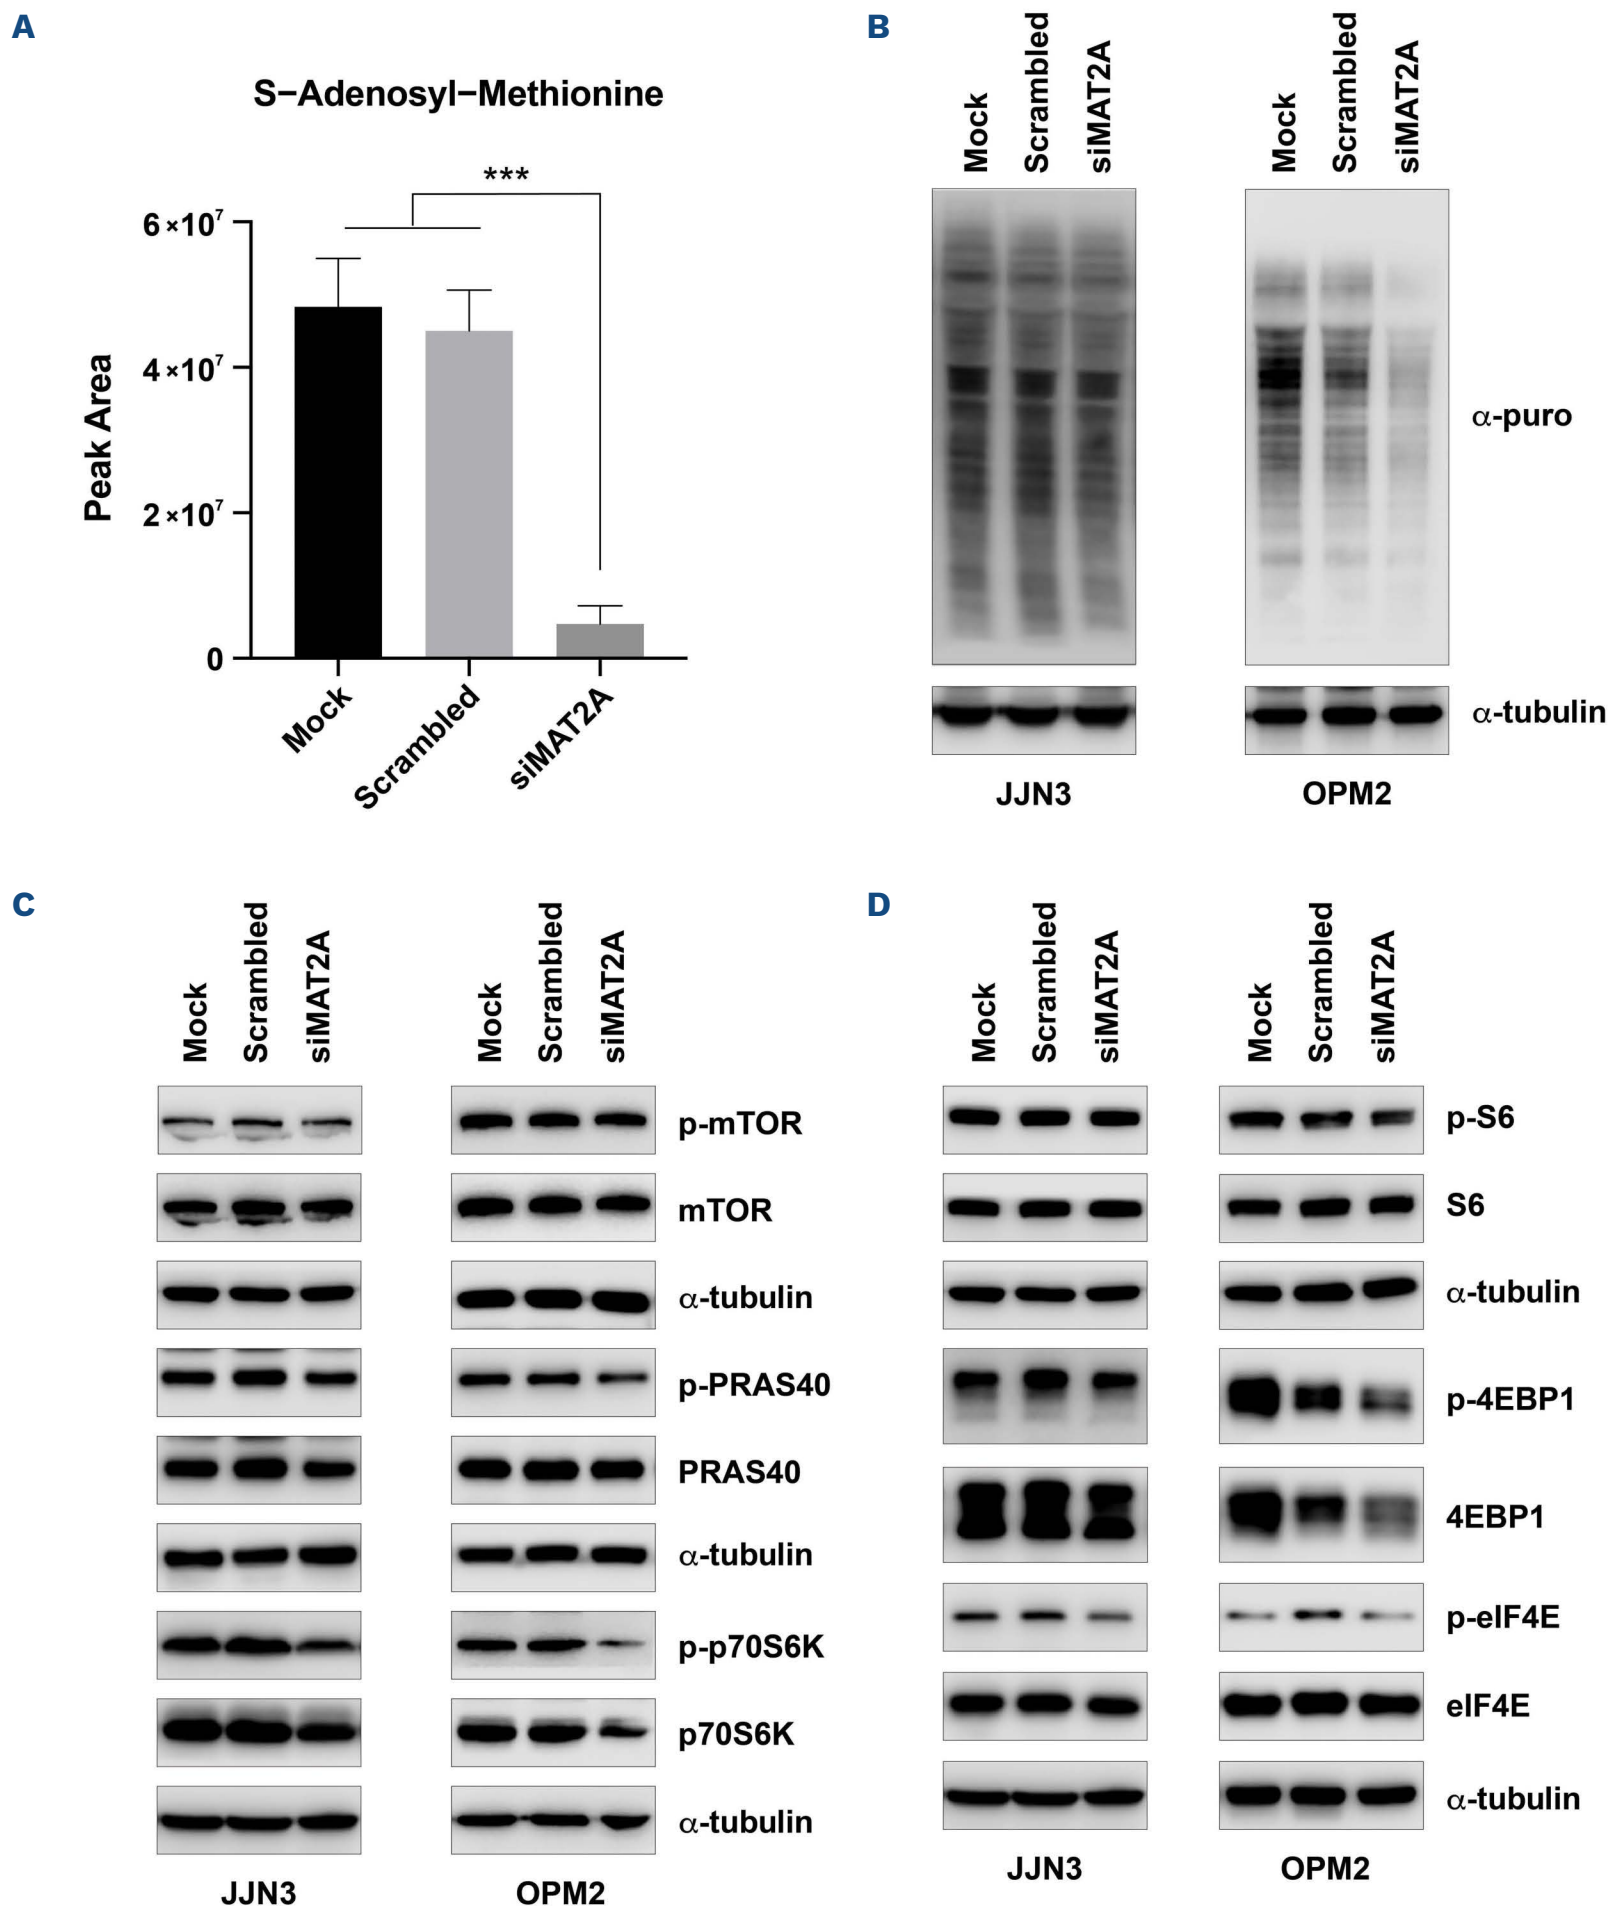 A
S−Adenosyl−Methionine
***
6×10⁷
4×10⁷
2×10⁷
0
Peak Area
Mock
Scrambled
siMAT2A
B
Mock
Scrambled
siMAT2A
Mock
Scrambled
siMAT2A
α-puro
α-tubulin
JJN3
OPM2
C
Mock
Scrambled
siMAT2A
Mock
Scrambled
siMAT2A
p-mTOR
mTOR
α-tubulin
p-PRAS40
PRAS40
α-tubulin
p-p70S6K
p70S6K
α-tubulin
JJN3
OPM2
D
Mock
Scrambled
siMAT2A
Mock
Scrambled
siMAT2A
p-S6
S6
α-tubulin
p-4EBP1
4EBP1
p-eIF4E
eIF4E
α-tubulin
JJN3
OPM2